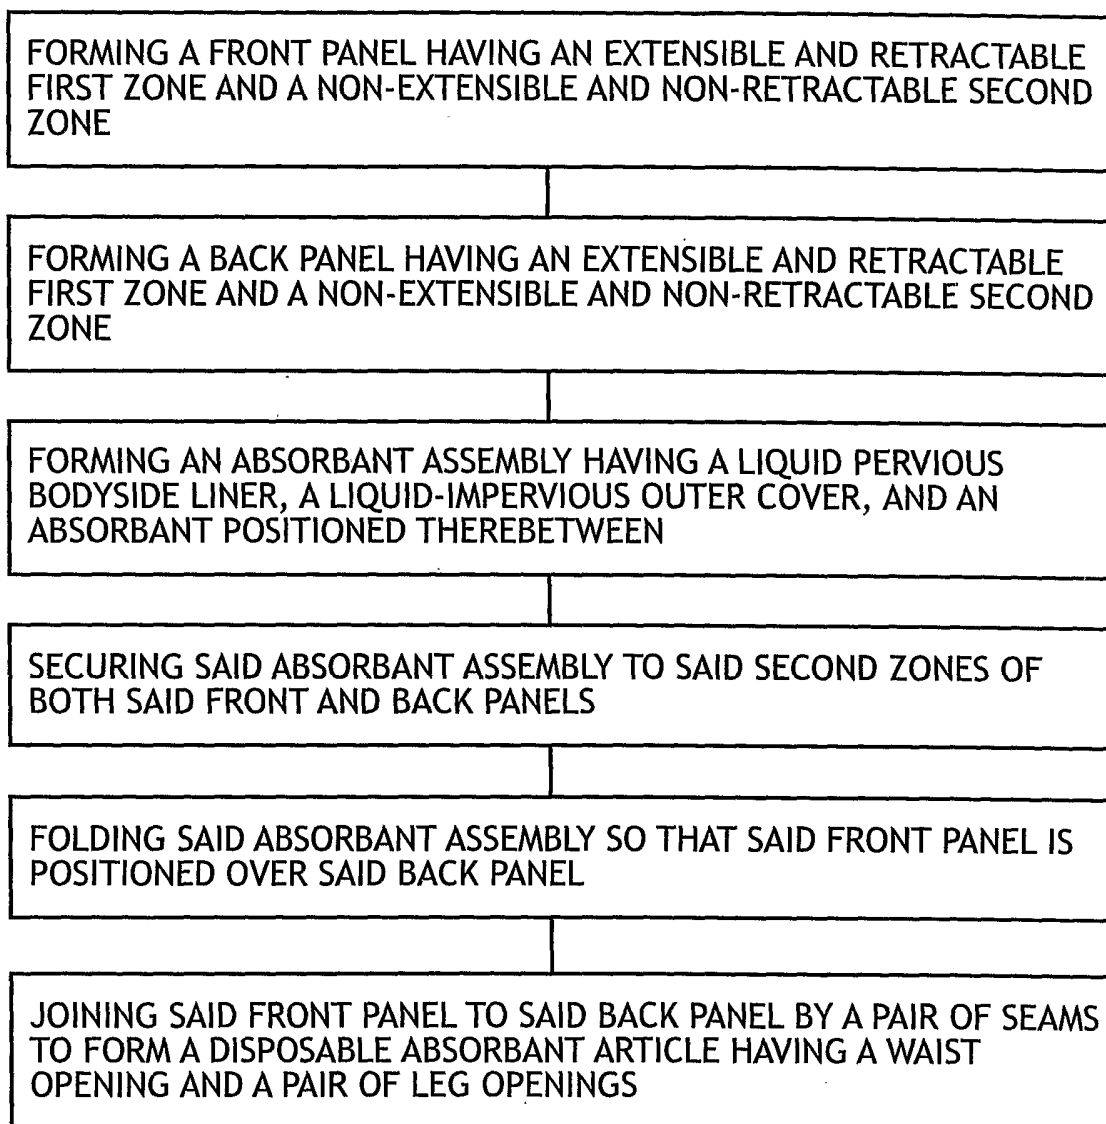 FORMING A FRONT PANEL HAVING AN EXTENSIBLE AND RETRACTABLE
FIRST ZONE AND A NON-EXTENSIBLE AND NON-RETRACTABLE SECOND
ZONE
FORMING A BACK PANEL HAVING AN EXTENSIBLE AND RETRACTABLE
FIRST ZONE AND A NON-EXTENSIBLE AND NON-RETRACTABLE SECOND
ZONE
FORMING AN ABSORBANT ASSEMBLY HAVING A LIQUID PERVIOUS
BODYSIDE LINER, A LIQUID-IMPERVIOUS OUTER COVER, AND AN
ABSORBANT POSITIONED THEREBETWEEN
SECURING SAID ABSORBANT ASSEMBLY TO SAID SECOND ZONES OF
BOTH SAID FRONT AND BACK PANELS
FOLDING SAID ABSORBANT ASSEMBLY SO THAT SAID FRONT PANEL IS
POSITIONED OVER SAID BACK PANEL
JOINING SAID FRONT PANEL TO SAID BACK PANEL BY A PAIR OF SEAMS
TO FORM A DISPOSABLE ABSORBANT ARTICLE HAVING A WAIST
OPENING AND A PAIR OF LEG OPENINGS